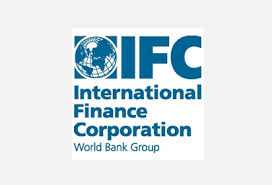 IFC
International
Finance
Corporation
World Bank Group